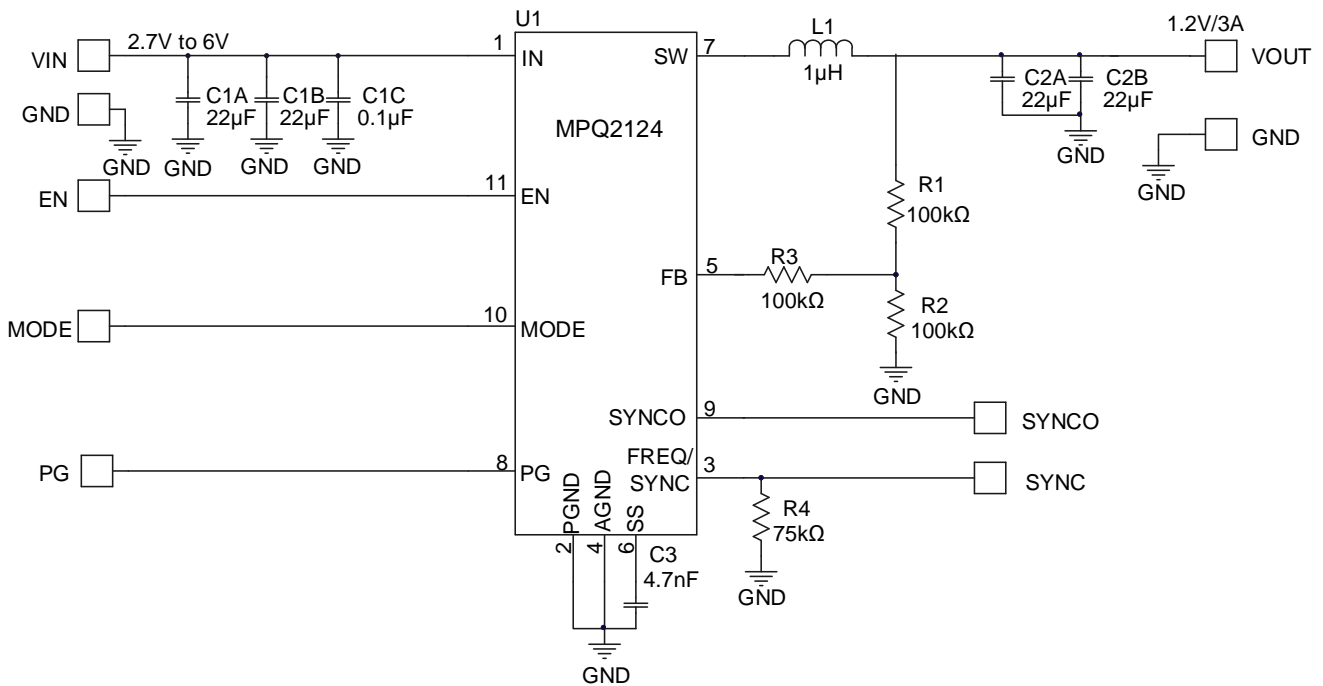 U1
L1
1µH
1.2V/3A
VIN
2.7V to 6V
1
IN
SW
7
VOUT
C1A
22µF
C1B
22µF
C1C
0.1µF
C2A
22µF
C2B
22µF
GND
GND
GND
GND
GND
MPQ2124
GND
GND
GND
EN
11
EN
R1
100kΩ
FB
5
R3
100kΩ
R2
100kΩ
GND
MODE
10
MODE
SYNCO
9
SYNCO
PG
8
PG
FREQ/
SYNC
3
SYNC
R4
75kΩ
GND
PGND
AGND
SS
2
4
6
C3
4.7nF
GND